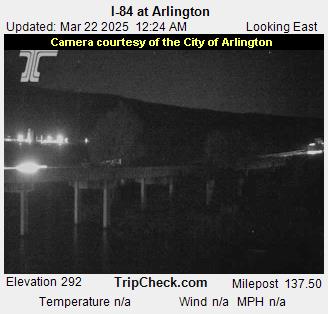 I-84 at Arlington
Updated: Mar 22 2025 12:24 AM Looking East
Camera courtesy of the City of Arlington
Elevation 292 TripCheck.com Milepost 137.50
Temperature n/a Wind n/a MPH n/a